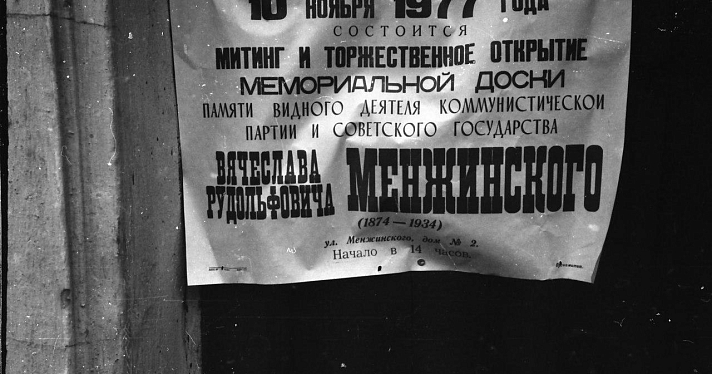 10 НОЯБРЯ 1977 ГОДА
СОСТОИТСЯ
МИТИНГ И ТОРЖЕСТВЕННОЕ ОТКРЫТИЕ
МЕМОРИАЛЬНОЙ ДОСКИ
ПАМЯТИ ВИДНОГО ДЕЯТЕЛЯ КОММУНИСТИЧЕСКОЙ
ПАРТИИ И СОВЕТСКОГО ГОСУДАРСТВА
ВЯЧЕСЛАВА
РУДОЛЬФОВИЧА МЕНЖИНСКОГО
(1874 — 1934)
ул. Менжинского, дом № 2.
Начало в 14 часов.